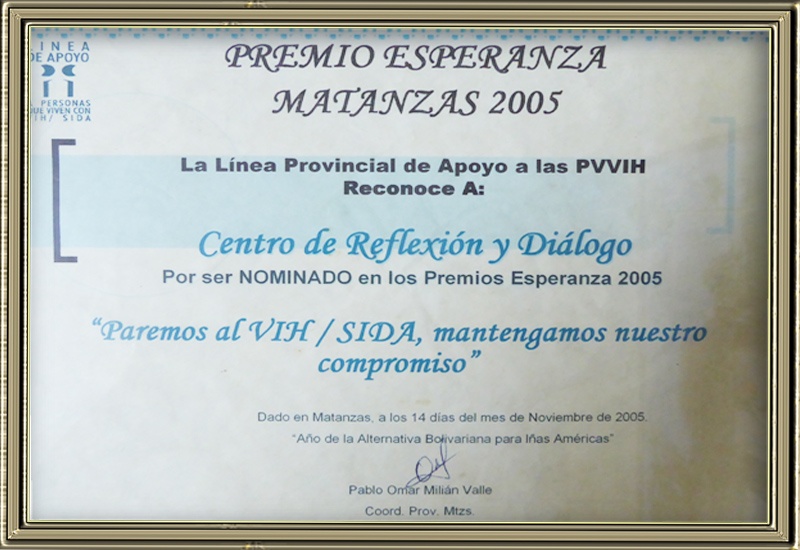 LINEA
DE APOYO
A PERSONAS
QUE VIVEN CON
VIH/ SIDA
PREMIO ESPERANZA
MATANZAS 2005
La Línea Provincial de Apoyo a las PVVIH
Reconoce A:
Centro de Reflexión y Diálogo
Por ser NOMINADO en los Premios Esperanza 2005
“Paremos al VIH / SIDA, mantengamos nuestro
compromiso”
Dado en Matanzas, a los 14 días del mes de Noviembre de 2005.
“Año de la Alternativa Bolivariana para lñas Américas”
Pablo Omar Milián Valle
Coord. Prov. Mtzs.